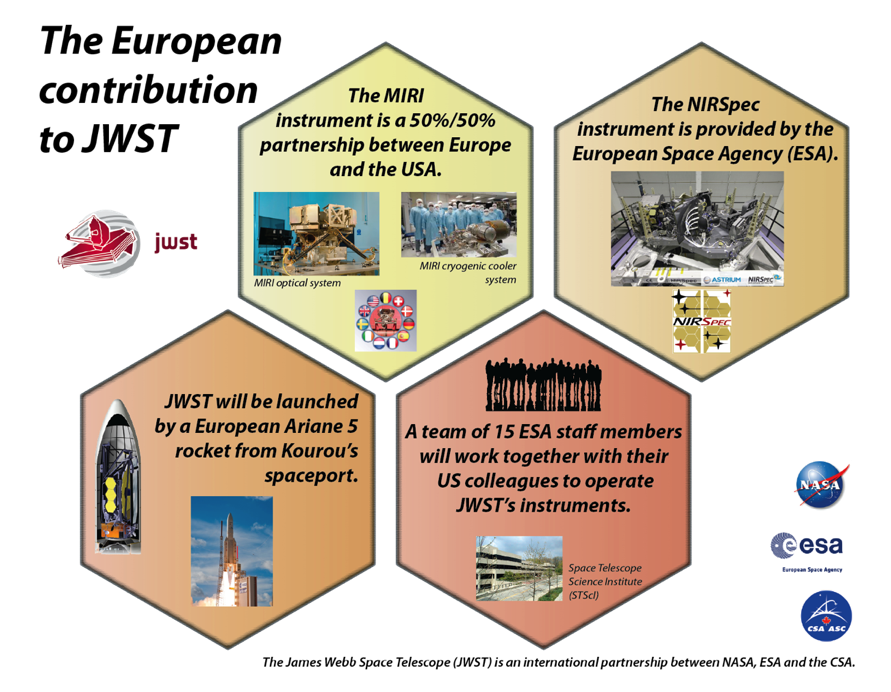 The European
contribution
to JWST
jwst
The MIRI
instrument is a 50%/50%
partnership between Europe
and the USA.
MIRI optical system
MIRI cryogenic cooler
system
The NIRSpec
instrument is provided by the
European Space Agency (ESA).
ASTRIUM NIRSpec
NIRSPEC
JWST will be launched
by a European Ariane 5
rocket from Kourou's
spaceport.
A team of 15 ESA staff members
will work together with their
US colleagues to operate
JWST's instruments.
Space Telescope
Science Institute
(STScI)
NASA
esa
European Space Agency
CSA ASC
The James Webb Space Telescope (JWST) is an international partnership between NASA, ESA and the CSA.